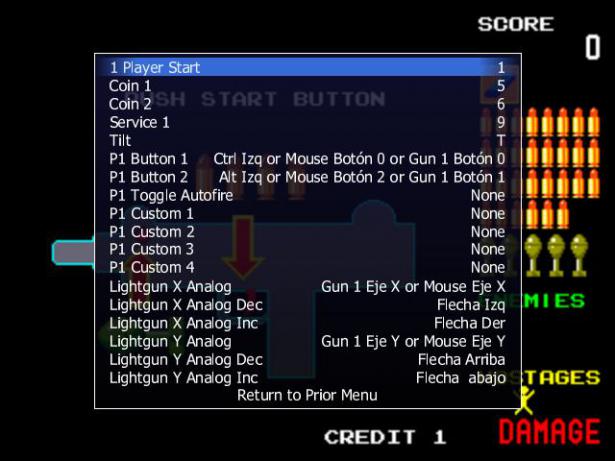 SCORE
0
1 Player Start 1
Coin 1 5
PUSH START BUTTON
Coin 2 6
Service 1 9
Tilt T
P1 Button 1 Ctrl Izq or Mouse Botón 0 or Gun 1 Botón 0
P1 Button 2 Alt Izq or Mouse Botón 2 or Gun 1 Botón 1
P1 Toggle Autofire None
P1 Custom 1 None
P1 Custom 2 None
P1 Custom 3 None
P1 Custom 4 None
Lightgun X Analog Gun 1 Eje X or Mouse Eje X
Lightgun X Analog Dec Flecha Izq
ENEMIES
Lightgun X Analog Inc Flecha Der
Lightgun Y Analog Gun 1 Eje Y or Mouse Eje Y
Lightgun Y Analog Dec Flecha Arriba
Lightgun Y Analog Inc Flecha abajo
HOSTAGES
Return to Prior Menu
CREDIT 1
DAMAGE